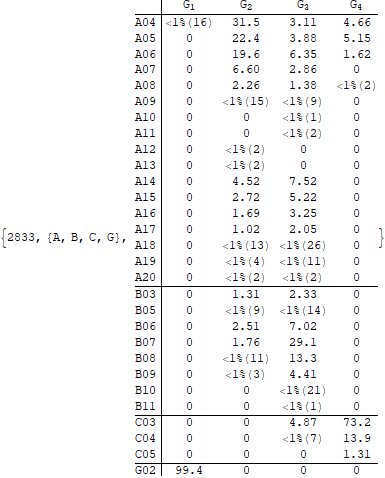 G₁ G₂ G₃ G₄
A04 <1%(16) 31.5 3.11 4.66
A05 0 22.4 3.88 5.15
A06 0 19.6 6.35 1.62
A07 0 6.60 2.86 0
A08 0 2.26 1.38 <1%(2)
A09 0 <1%(15) <1%(9) 0
A10 0 0 <1%(1) 0
A11 0 0 <1%(2) 0
A12 0 <1%(2) 0 0
A13 0 <1%(2) 0 0
A14 0 4.52 7.52 0
A15 0 2.72 5.22 0
A16 0 1.69 3.25 0
A17 0 1.02 2.05 0
{2833, {A, B, C, G}, A18 0 <1%(13) <1%(26) 0 }
A19 0 <1%(4) <1%(11) 0
A20 0 <1%(2) <1%(2) 0
B03 0 1.31 2.33 0
B05 0 <1%(9) <1%(14) 0
B06 0 2.51 7.02 0
B07 0 1.76 29.1 0
B08 0 <1%(11) 13.3 0
B09 0 <1%(3) 4.41 0
B10 0 0 <1%(21) 0
B11 0 0 <1%(1) 0
C03 0 0 4.87 73.2
C04 0 0 <1%(7) 13.9
C05 0 0 0 1.31
G02 99.4 0 0 0